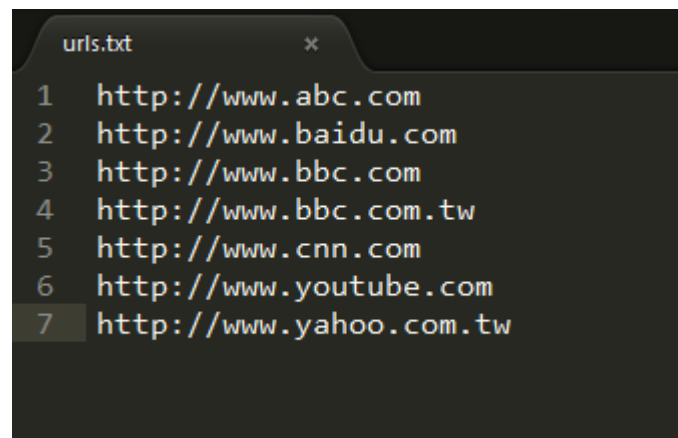 urls.txt ×
1 http://www.abc.com
2 http://www.baidu.com
3 http://www.bbc.com
4 http://www.bbc.com.tw
5 http://www.cnn.com
6 http://www.youtube.com
7 http://www.yahoo.com.tw